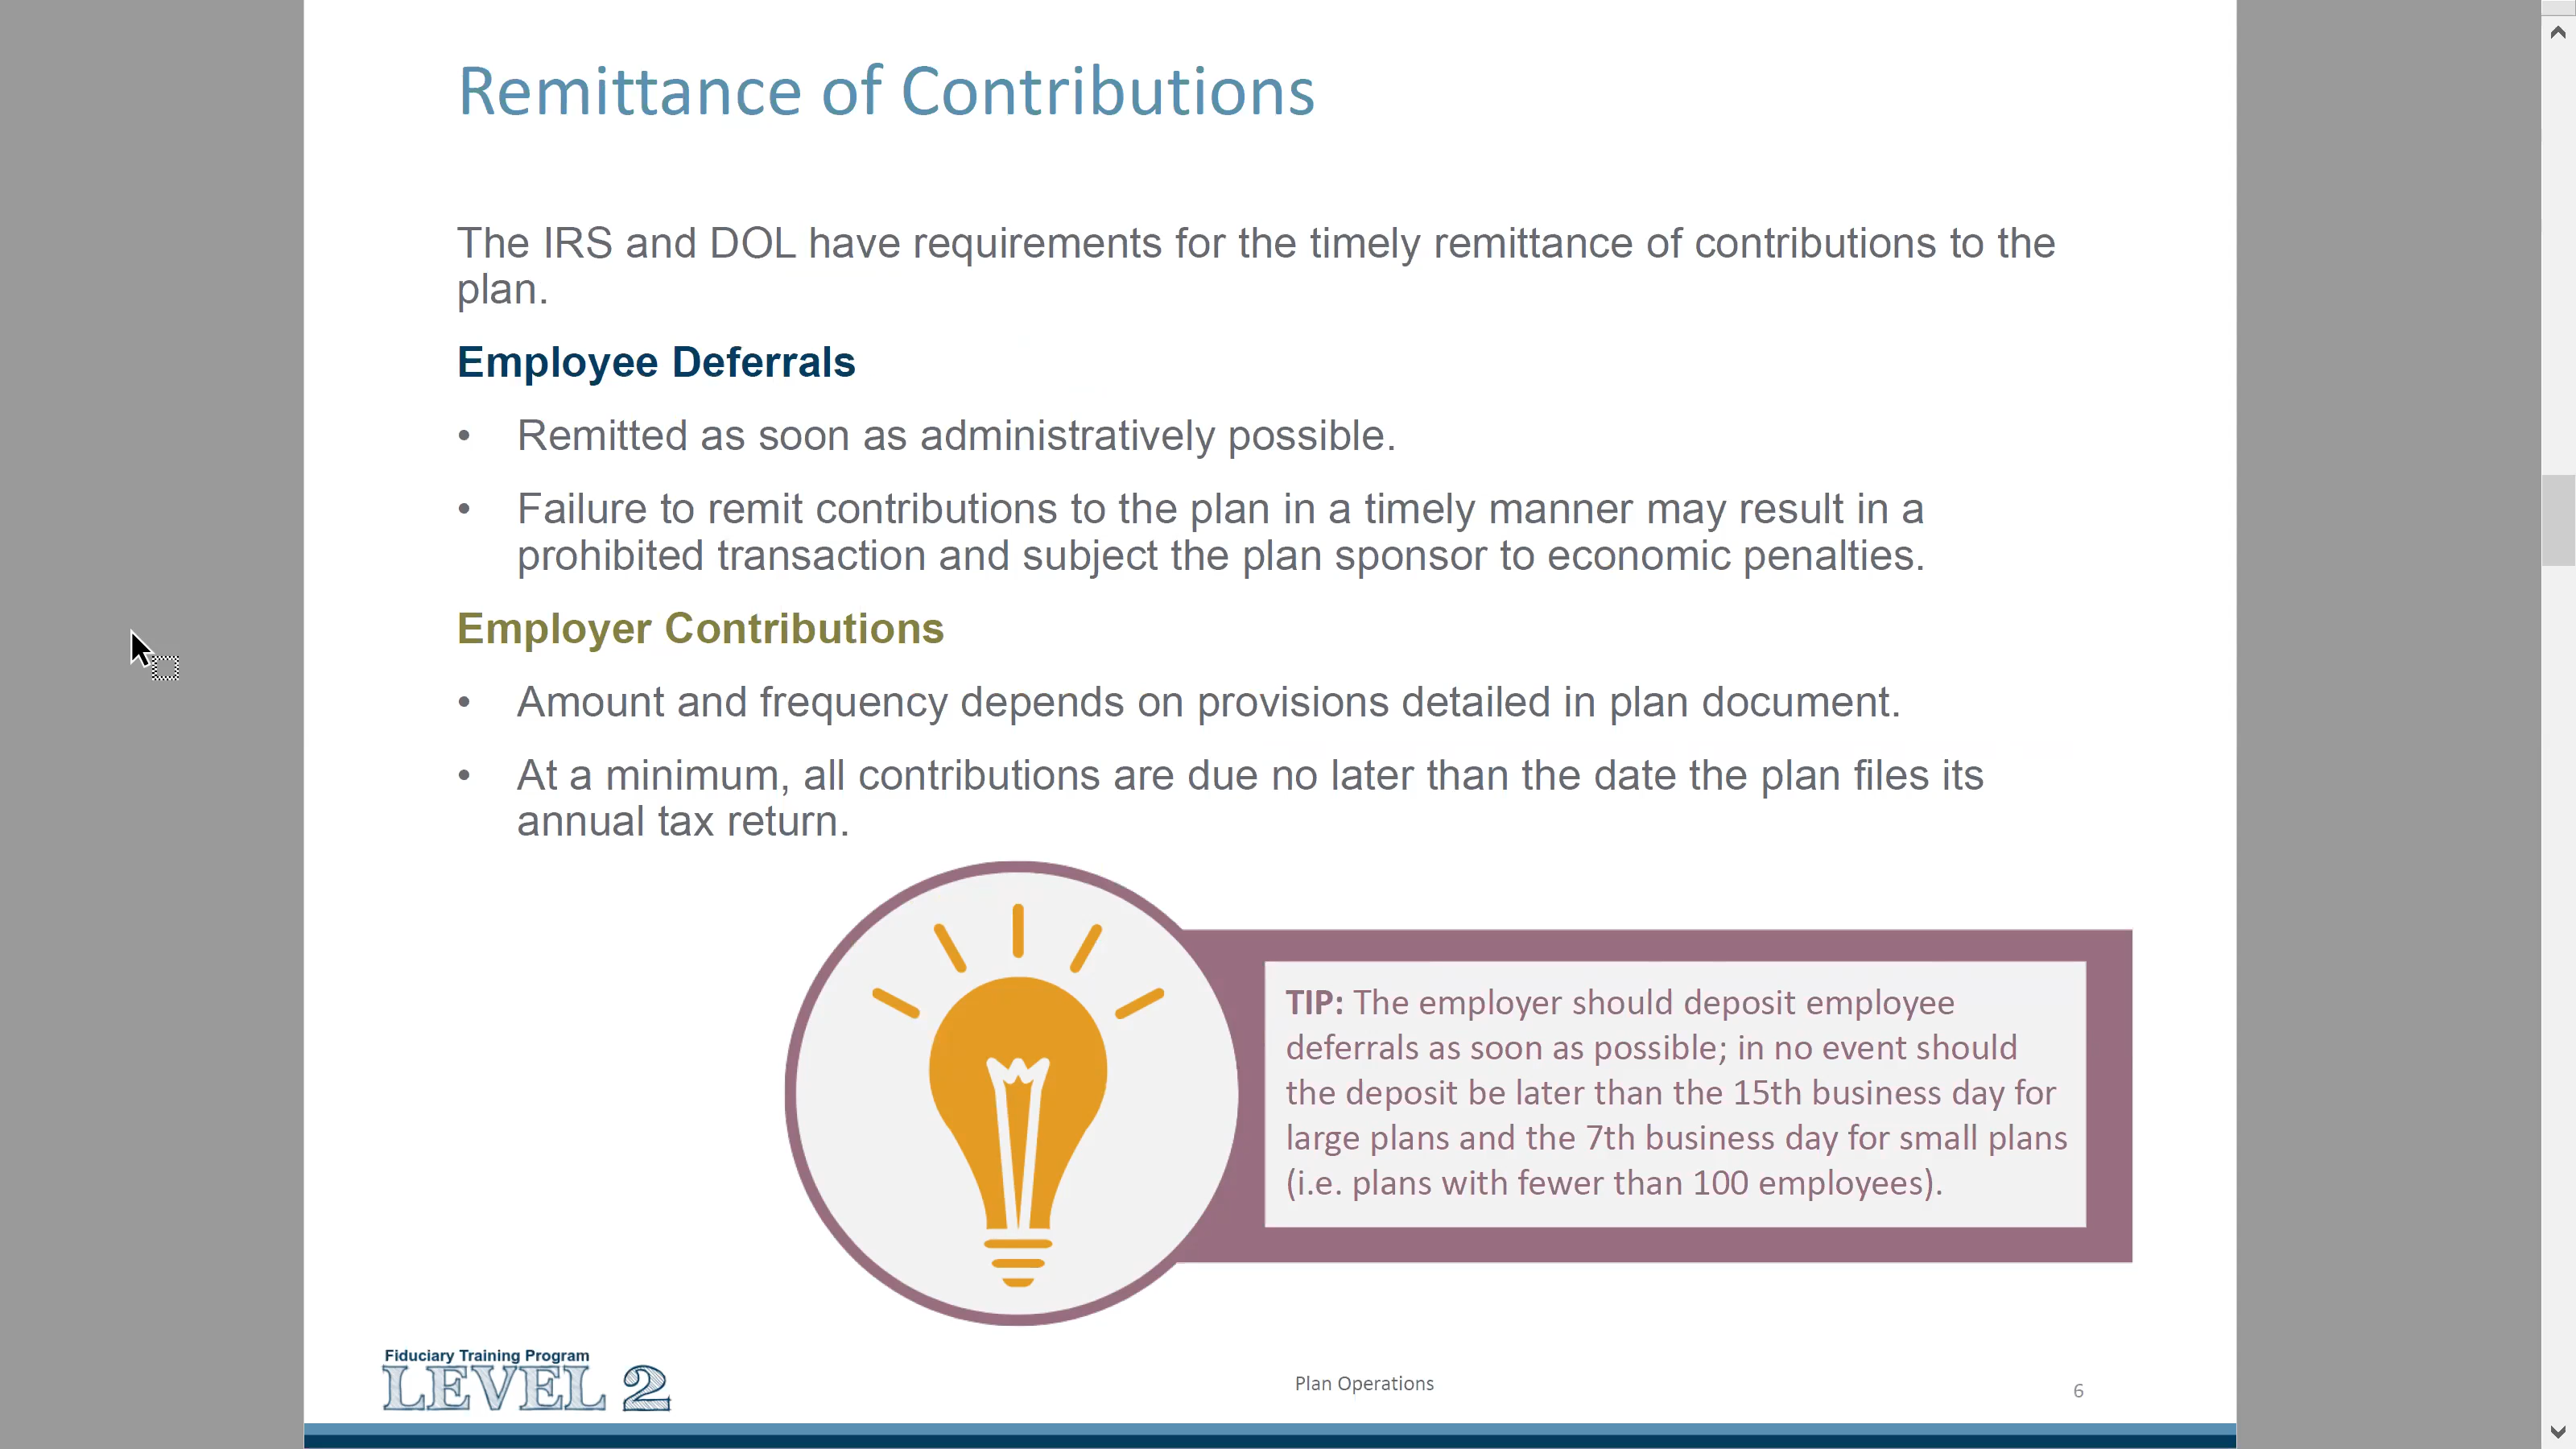 Remittance of Contributions
The IRS and DOL have requirements for the timely remittance of contributions to the
plan.
Employee Deferrals
• Remitted as soon as administratively possible.
• Failure to remit contributions to the plan in a timely manner may result in a
prohibited transaction and subject the plan sponsor to economic penalties.
Employer Contributions
• Amount and frequency depends on provisions detailed in plan document.
• At a minimum, all contributions are due no later than the date the plan files its
annual tax return.
TIP: The employer should deposit employee
deferrals as soon as possible; in no event should
the deposit be later than the 15th business day for
large plans and the 7th business day for small plans
(i.e. plans with fewer than 100 employees).
Fiduciary Training Program
LEVEL 2
Plan Operations
6